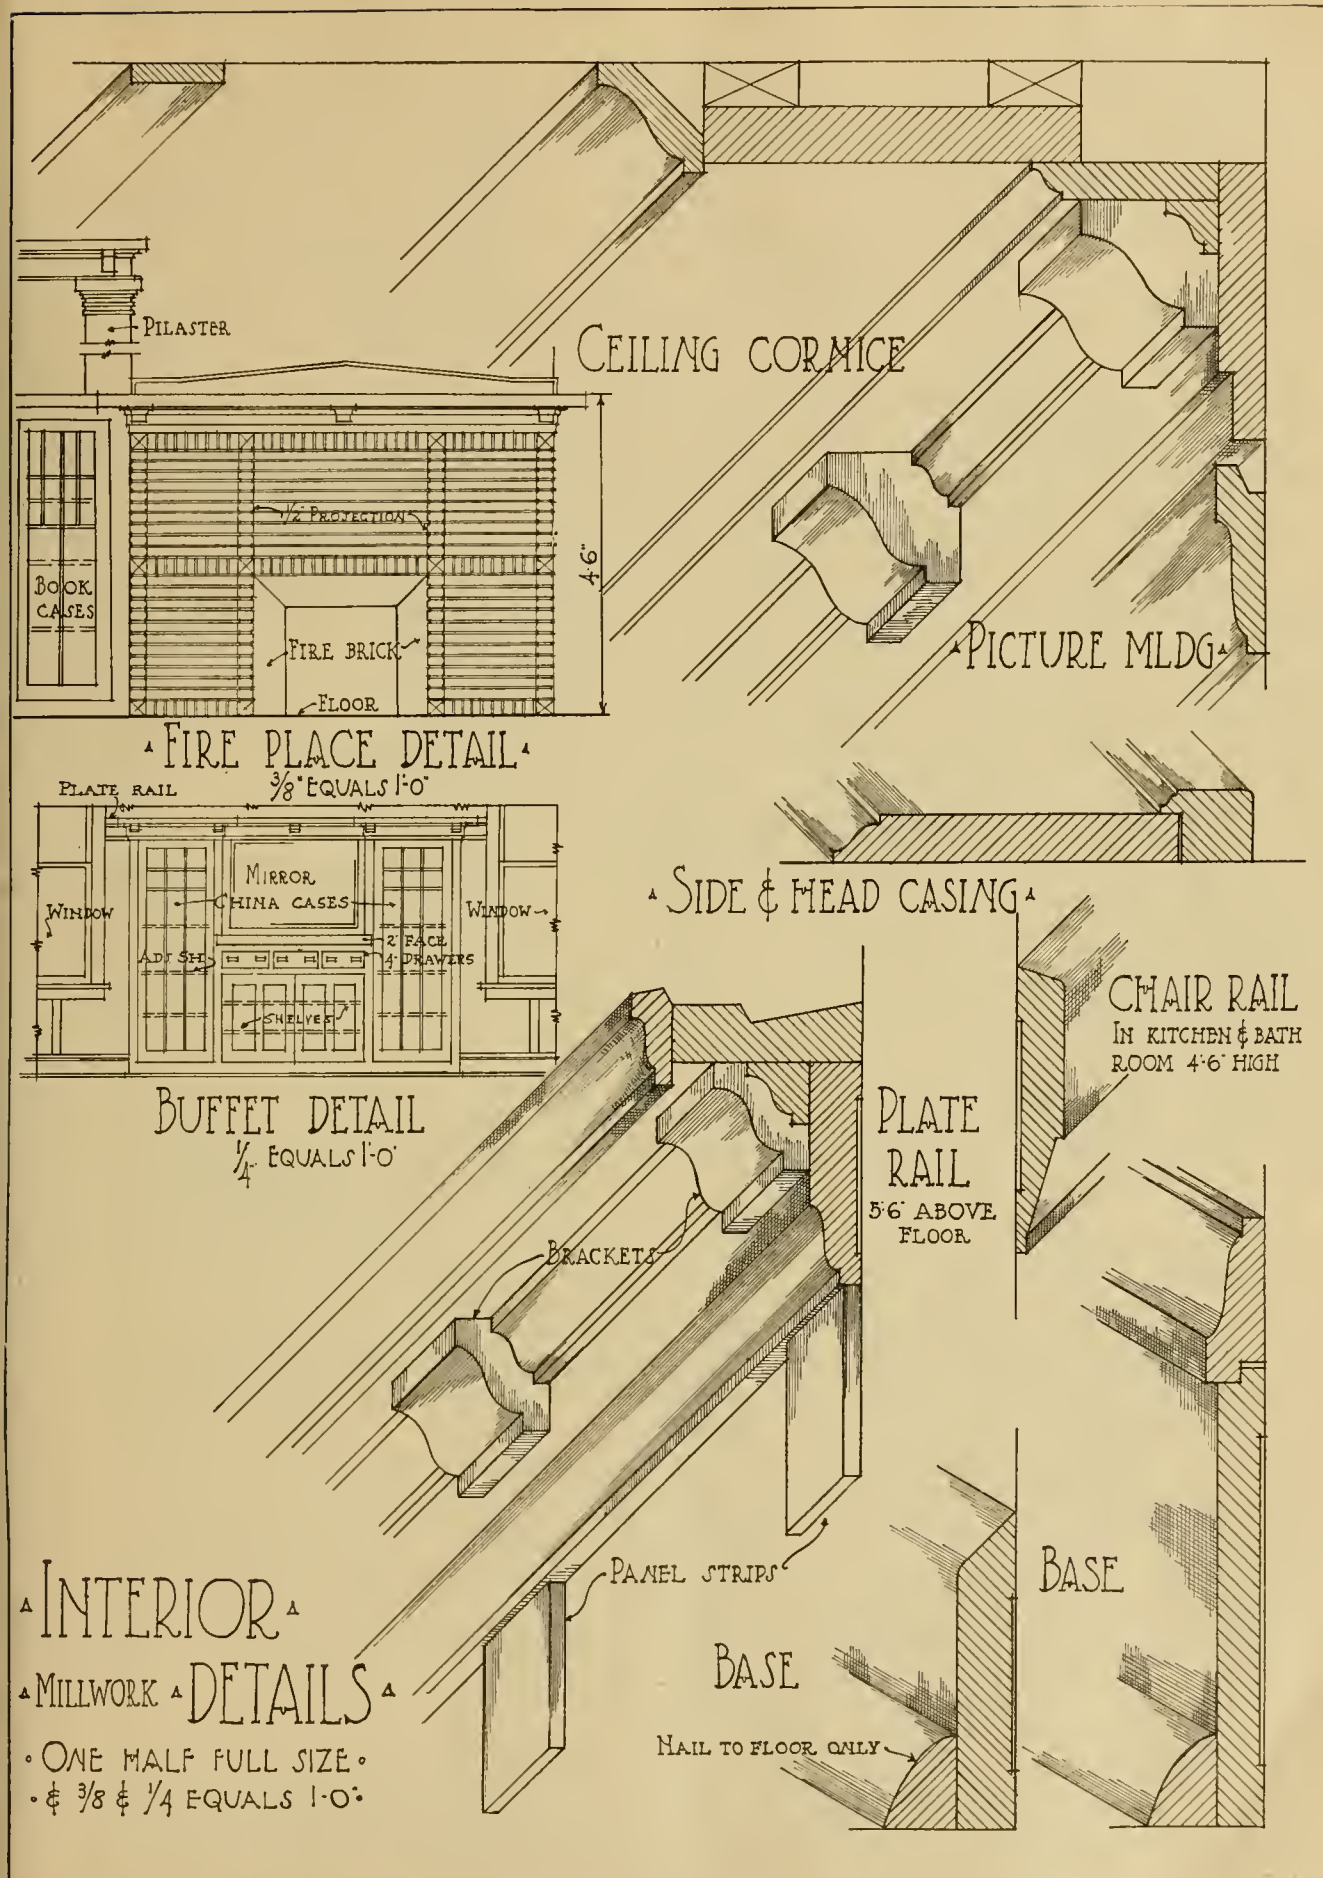 CEILING CORNICE
PILASTER
1/2" PROJECTION
4'-6"
BOOK
CASES
FIRE BRICK
FLOOR
PICTURE MLDG
FIRE PLACE DETAIL
3/8" EQUALS 1'-0"
PLATE RAIL
MIRROR
CHINA CASES
WINDOW
WINDOW
2" FACE
ADJ SH.
4" DRAWERS
SHELVES
SIDE & HEAD CASING
CHAIR RAIL
IN KITCHEN & BATH
ROOM 4'-6" HIGH
BUFFET DETAIL
1/4" EQUALS 1'-0"
PLATE
RAIL
5'-6" ABOVE
FLOOR
BRACKETS
PANEL STRIPS
BASE
BASE
NAIL TO FLOOR ONLY
INTERIOR
MILLWORK DETAILS
ONE HALF FULL SIZE
& 3/8 & 1/4 EQUALS 1'-0"